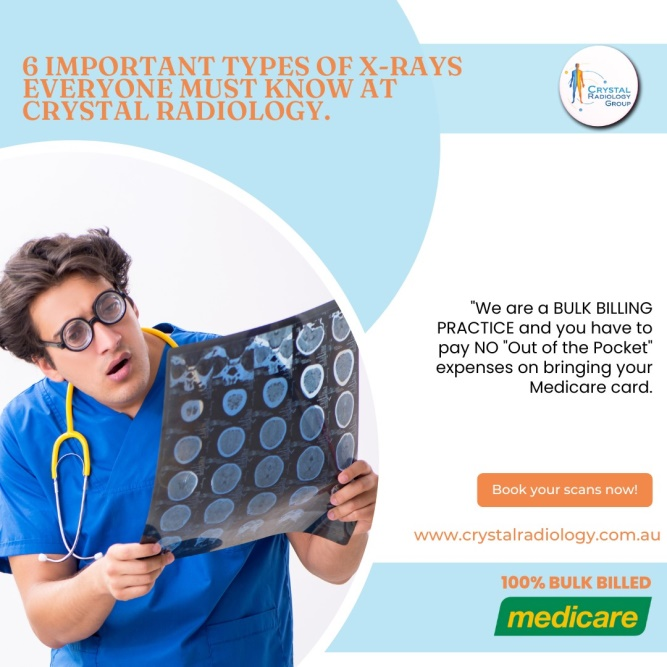 6 IMPORTANT TYPES OF X-RAYS
EVERYONE MUST KNOW AT
CRYSTAL RADIOLOGY.
CRYSTAL
RADIOLOGY
GROUP
"We are a BULK BILLING
PRACTICE and you have to
pay NO "Out of the Pocket"
expenses on bringing your
Medicare card.
Book your scans now!
www.crystalradiology.com.au
100% BULK BILLED
medicare